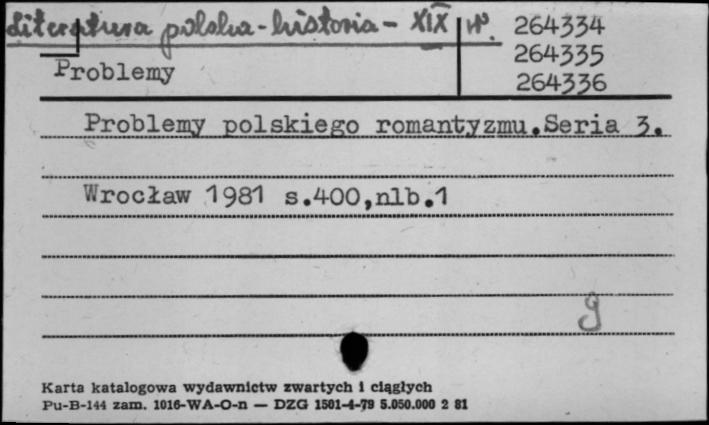 Literatura polska - historia - XIX w.
264334
264335
Problemy
264336
Problemy polskiego romantyzmu.Seria 3.
Wrocław 1981 s.400,nlb.1
g
Karta katalogowa wydawnictw zwartych i ciągłych
Pu-B-144 zam. 1016-WA-O-n — DZG 1501-4-79 5.050.000 2 81